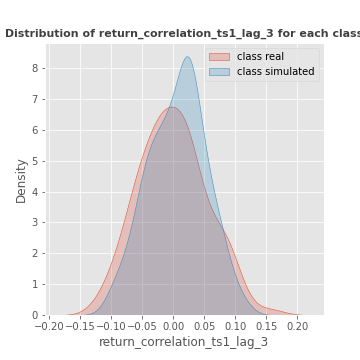 Distribution of return_correlation_ts1_lag_3 for each class
class real
class simulated
8
7
6
5
4
3
2
1
0
Density
−0.20 −0.15 −0.10 −0.05 0.00 0.05 0.10 0.15 0.20
return_correlation_ts1_lag_3